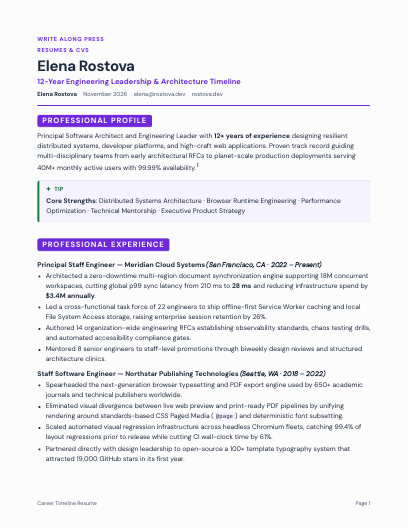 WRITE ALONG PRESS
RESUMES & CVS
Elena Rostova
12-Year Engineering Leadership & Architecture Timeline
Elena Rostova November 2026 elena@rostova.dev rostova.dev
PROFESSIONAL PROFILE
Principal Software Architect and Engineering Leader with 12+ years of experience designing resilient
distributed systems, developer platforms, and high-craft web applications. Proven track record guiding
multi-disciplinary teams from early architectural RFCs to planet-scale production deployments serving
40M+ monthly active users with 99.99% availability.1
+ TIP
Core Strengths: Distributed Systems Architecture · Browser Runtime Engineering · Performance
Optimization · Technical Mentorship · Executive Product Strategy
PROFESSIONAL EXPERIENCE
Principal Staff Engineer — Meridian Cloud Systems (San Francisco, CA · 2022 – Present)
• Architected a zero-downtime multi-region document synchronization engine supporting 18M concurrent
workspaces, cutting global p99 sync latency from 210 ms to 28 ms and reducing infrastructure spend by
$3.4M annually.
• Led a cross-functional task force of 22 engineers to ship offline-first Service Worker caching and local
File System Access storage, raising enterprise session retention by 26%.
• Authored 14 organization-wide engineering RFCs establishing observability standards, chaos testing drills,
and automated accessibility compliance gates.
• Mentored 8 senior engineers to staff-level promotions through biweekly design reviews and structured
architecture clinics.
Staff Software Engineer — Northstar Publishing Technologies (Seattle, WA · 2018 – 2022)
• Spearheaded the next-generation browser typesetting and PDF export engine used by 650+ academic
journals and technical publishers worldwide.
• Eliminated visual divergence between live web preview and print-ready PDF pipelines by unifying
rendering around standards-based CSS Paged Media ( @page ) and deterministic font subsetting.
• Scaled automated visual regression infrastructure across headless Chromium fleets, catching 99.4% of
layout regressions prior to release while cutting CI wall-clock time by 61%.
• Partnered directly with design leadership to open-source a 100+ template typography system that
attracted 19,000 GitHub stars in its first year.
Career Timeline Resume Page 1